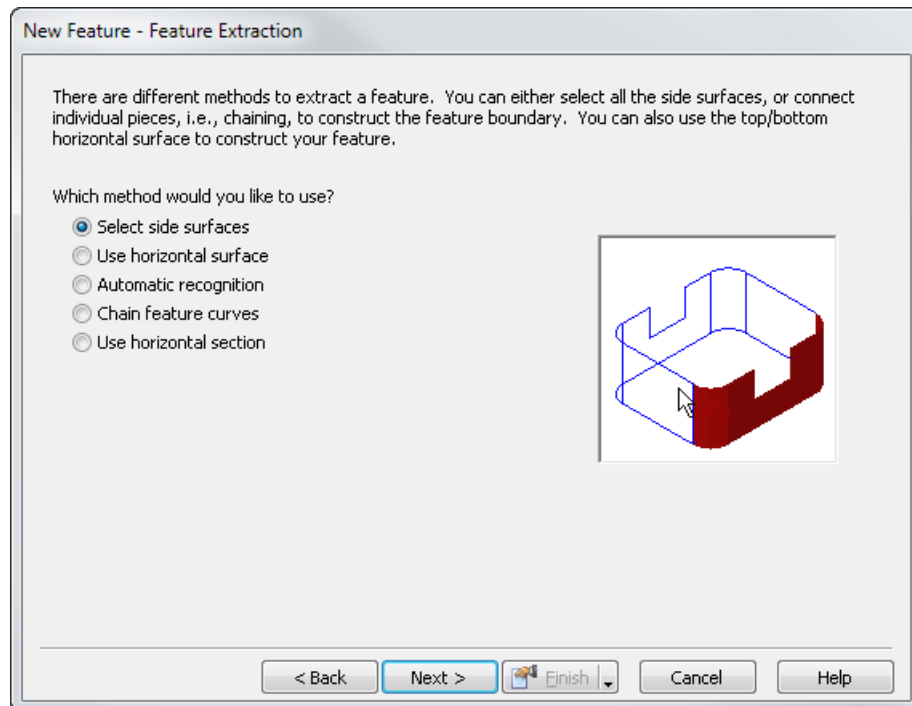 New Feature - Feature Extraction
There are different methods to extract a feature.  You can either select all the side surfaces, or connect
individual pieces, i.e., chaining, to construct the feature boundary.  You can also use the top/bottom
horizontal surface to construct your feature.
Which method would you like to use?
Select side surfaces
Use horizontal surface
Automatic recognition
Chain feature curves
Use horizontal section
< Back
Next >
Finish
Cancel
Help